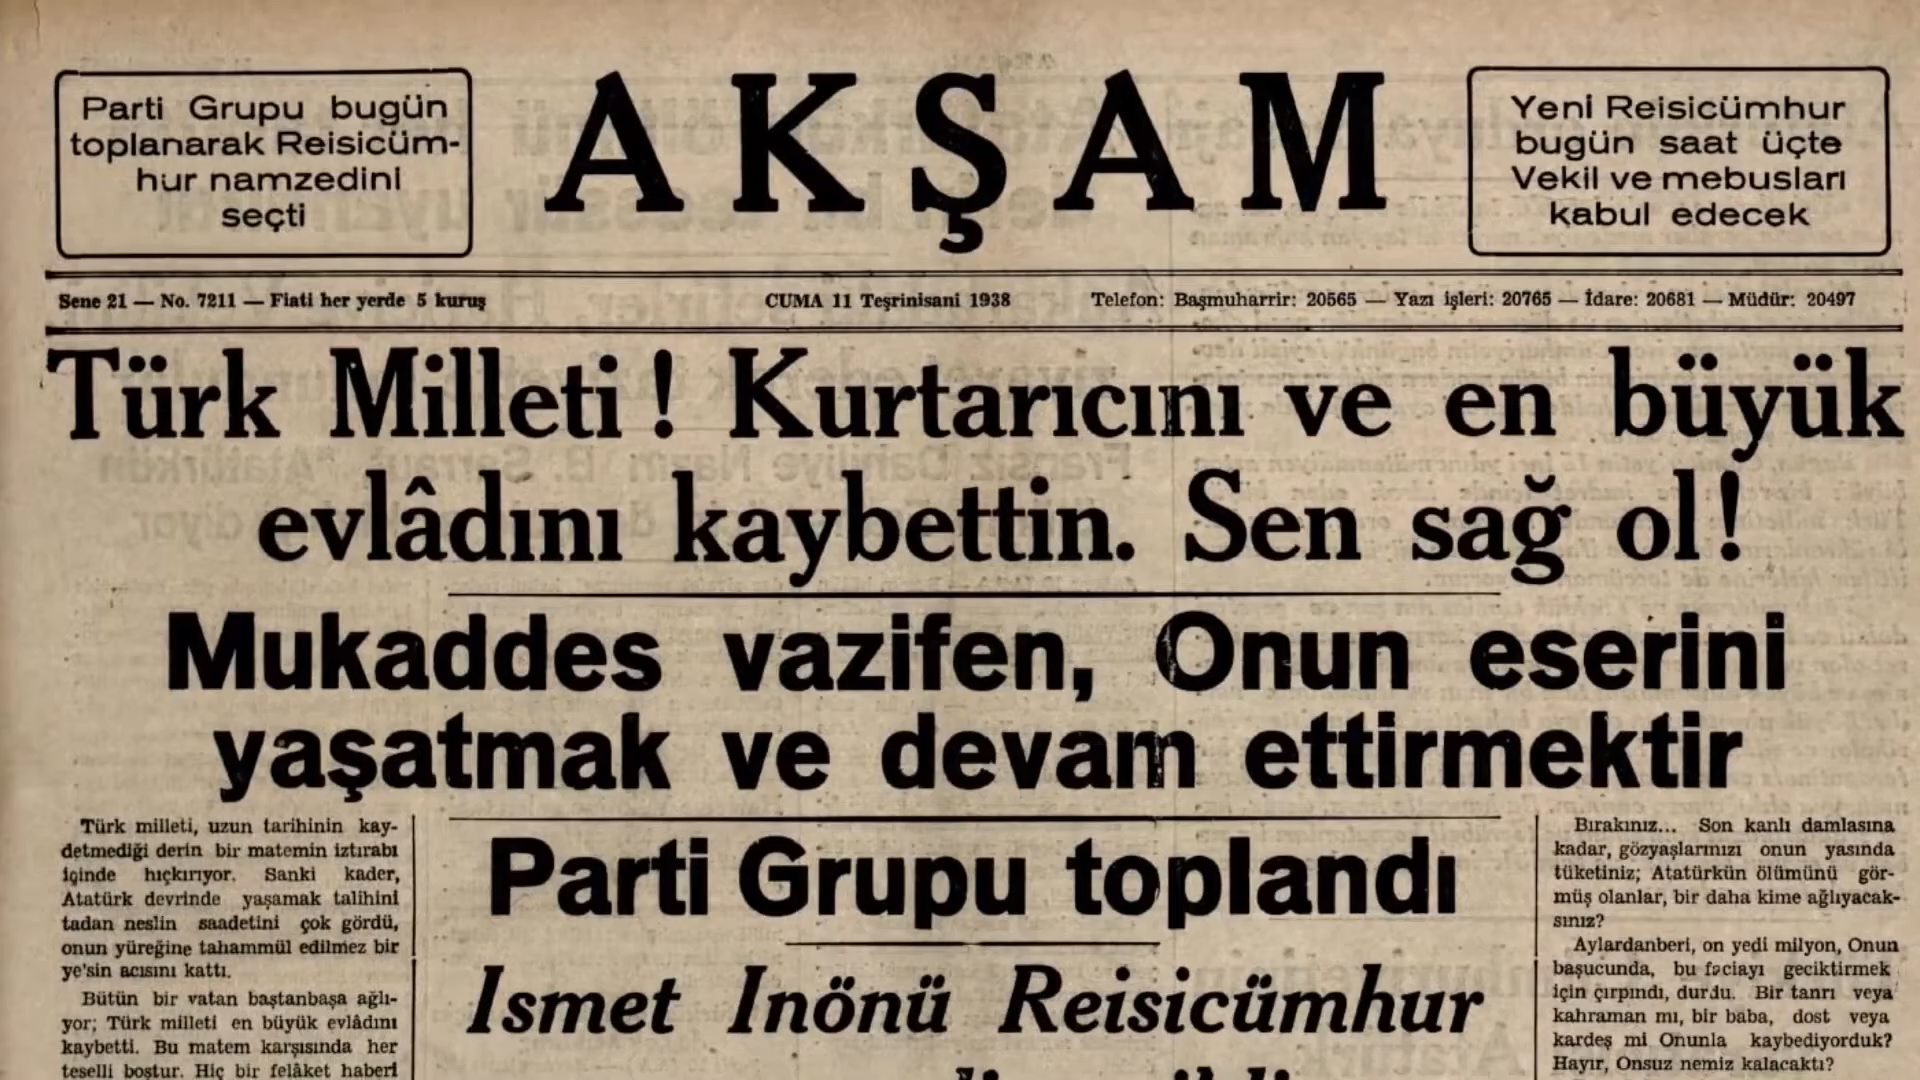 Parti Grupu bugün
toplanarak Reisicüm-
hur namzedini
seçti
AKŞAM
Yeni Reisicümhur
bugün saat üçte
Vekil ve mebusları
kabul edecek
Sene 21 — No. 7211 — Fiati her yerde 5 kuruş
CUMA 11 Teşrinisani 1938
Telefon: Başmuharrir: 20565 — Yazı işleri: 20765 — İdare: 20681 — Müdür: 20497
Türk Milleti! Kurtarıcını ve en büyük
evlâdını kaybettin. Sen sağ ol!
Mukaddes vazifen, Onun eserini
yaşatmak ve devam ettirmektir
Türk milleti, uzun tarihinin kay-
detmediği derin bir matemin iztırabı
içinde hıçkırıyor. Sanki kader,
Atatürk devrinde yaşamak talihini
tadan neslin saadetini çok gördü,
onun yüreğine tahammül edilmez bir
ye'sin acısını kattı.
Bütün bir vatan baştanbaşa ağlı-
yor; Türk milleti en büyük evlâdını
kaybetti. Bu matem karşısında her
teselli boştur. Hiç bir felâket haberi
Parti Grupu toplandı
Ismet Inönü Reisicümhur
Bırakınız... Son kanlı damlasına
kadar, gözyaşlarınızı onun yasında
tüketiniz; Atatürkün ölümünü gör-
müş olanlar, bir daha kime ağlıyacak-
sınız?
Aylardanberi, on yedi milyon, Onun
başucunda, bu faciayı geciktirmek
için çırpındı, durdu. Bir tanrı veya
kahraman mı, bir baba, dost veya
kardeş mi Onunla kaybediyorduk?
Hayır, Onsuz nemiz kalacaktı?